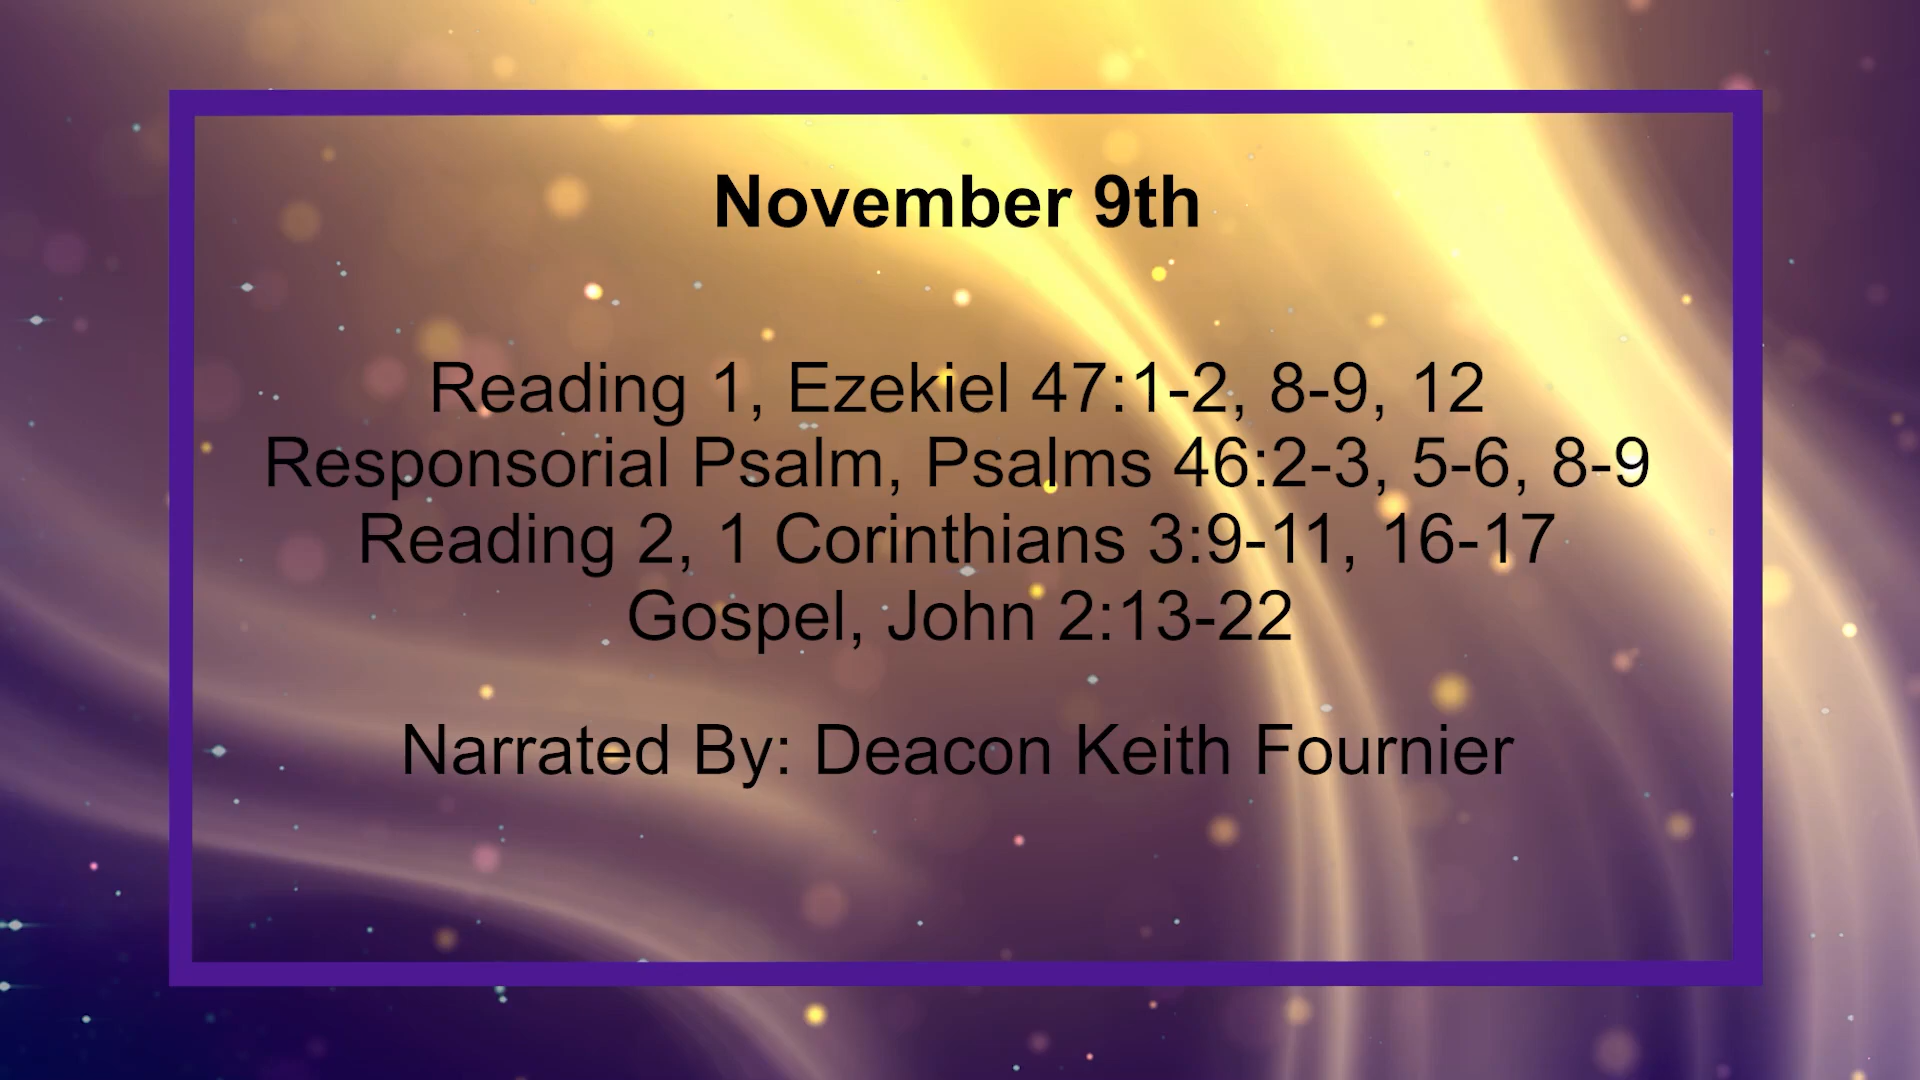 November 9th
Reading 1, Ezekiel 47:1-2, 8-9, 12
Responsorial Psalm, Psalms 46:2-3, 5-6, 8-9
Reading 2, 1 Corinthians 3:9-11, 16-17
Gospel, John 2:13-22
Narrated By: Deacon Keith Fournier